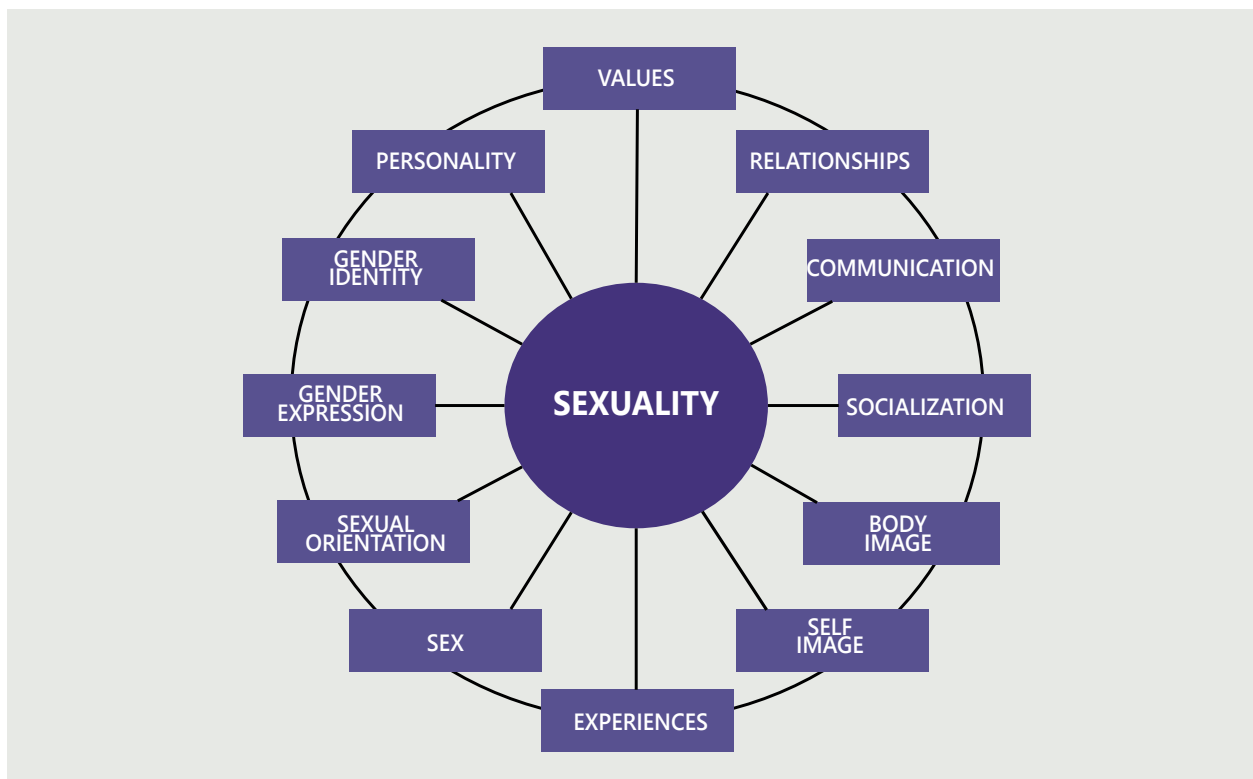 VALUES
PERSONALITY
RELATIONSHIPS
GENDER
IDENTITY
COMMUNICATION
GENDER
EXPRESSION
SEXUALITY
SOCIALIZATION
SEXUAL
ORIENTATION
BODY
IMAGE
SEX
SELF
IMAGE
EXPERIENCES